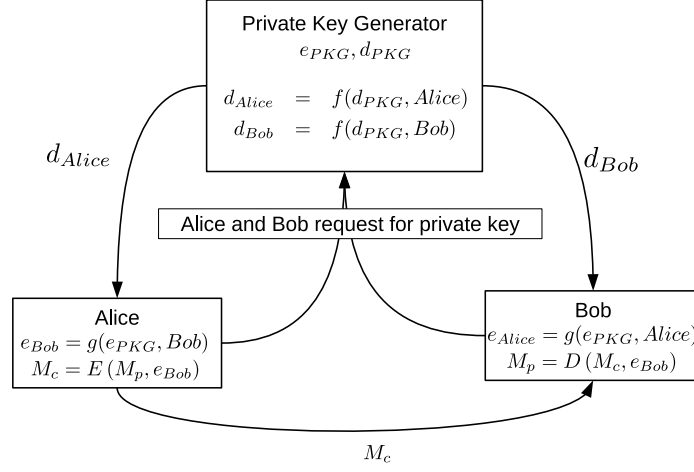 Private Key Generator
e_{PKG}, d_{PKG}
d_{Alice} = f(d_{PKG}, Alice)
d_{Bob} = f(d_{PKG}, Bob)
d_{Alice}
d_{Bob}
Alice and Bob request for private key
Alice
e_{Bob} = g(e_{PKG}, Bob)
M_c = E (M_p, e_{Bob})
Bob
e_{Alice} = g(e_{PKG}, Alice)
M_p = D (M_c, e_{Bob})
M_c